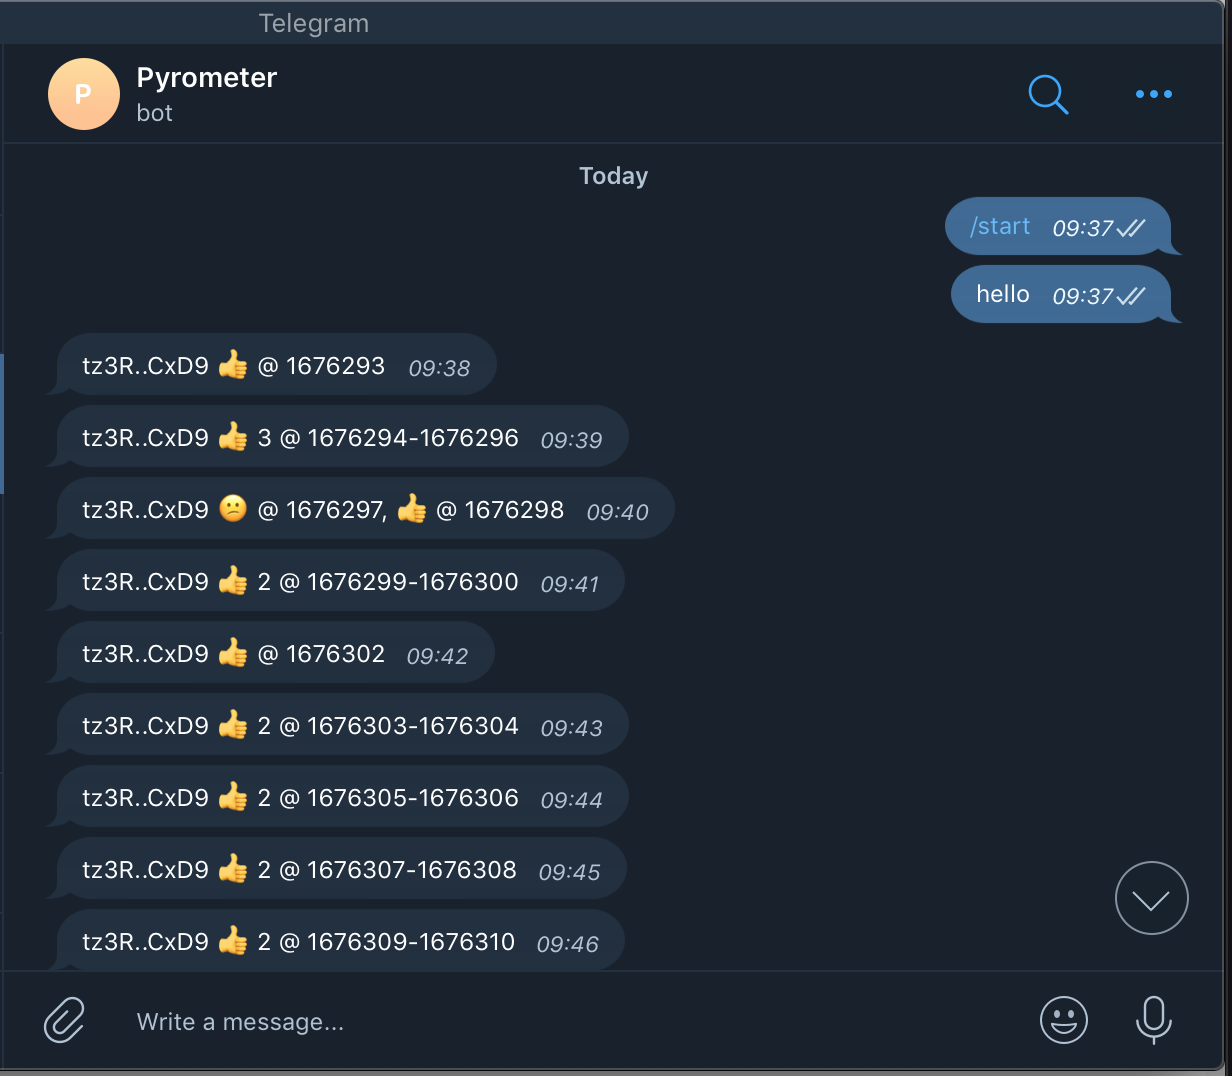 Telegram
P
Pyrometer
bot
Today
/start 09:37
hello 09:37
tz3R..CxD9 👍 @ 1676293 09:38
tz3R..CxD9 👍 3 @ 1676294-1676296 09:39
tz3R..CxD9 😕 @ 1676297, 👍 @ 1676298 09:40
tz3R..CxD9 👍 2 @ 1676299-1676300 09:41
tz3R..CxD9 👍 @ 1676302 09:42
tz3R..CxD9 👍 2 @ 1676303-1676304 09:43
tz3R..CxD9 👍 2 @ 1676305-1676306 09:44
tz3R..CxD9 👍 2 @ 1676307-1676308 09:45
tz3R..CxD9 👍 2 @ 1676309-1676310 09:46
Write a message...